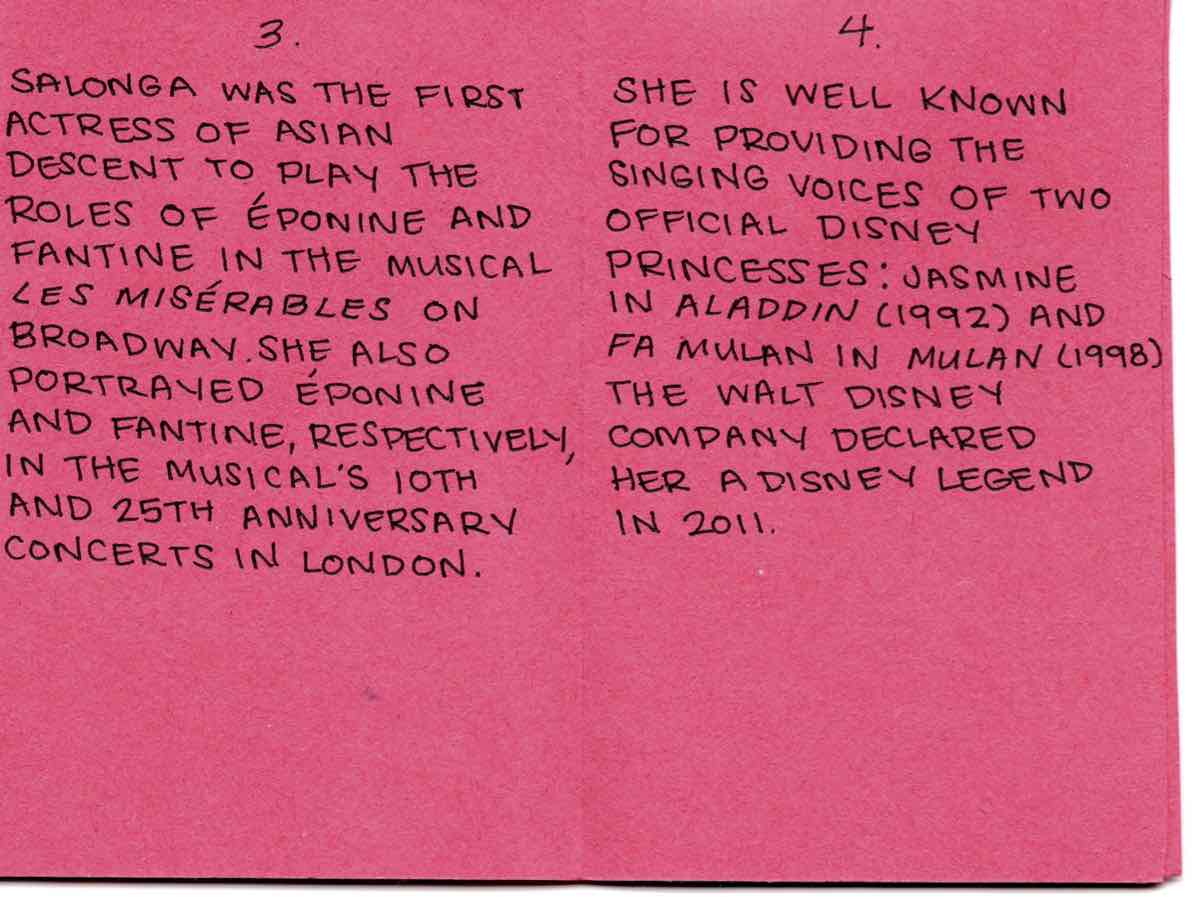 3.
SALONGA WAS THE FIRST
ACTRESS OF ASIAN
DESCENT TO PLAY THE
ROLES OF ÉPONINE AND
FANTINE IN THE MUSICAL
LES MISÉRABLES ON
BROADWAY. SHE ALSO
PORTRAYED ÉPONINE
AND FANTINE, RESPECTIVELY,
IN THE MUSICAL'S 10TH
AND 25TH ANNIVERSARY
CONCERTS IN LONDON.
4.
SHE IS WELL KNOWN
FOR PROVIDING THE
SINGING VOICES OF TWO
OFFICIAL DISNEY
PRINCESSES: JASMINE
IN ALADDIN (1992) AND
FA MULAN IN MULAN (1998)
THE WALT DISNEY
COMPANY DECLARED
HER A DISNEY LEGEND
IN 2011.